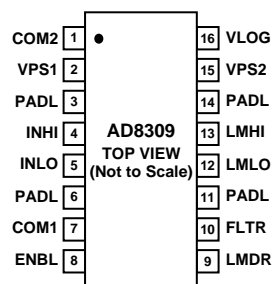 COM2 1 16 VLOG
VPS1 2 15 VPS2
PADL 3 14 PADL
INHI 4 AD8309 13 LMHI
TOP VIEW
INLO 5 (Not to Scale) 12 LMLO
PADL 6 11 PADL
COM1 7 10 FLTR
ENBL 8 9 LMDR